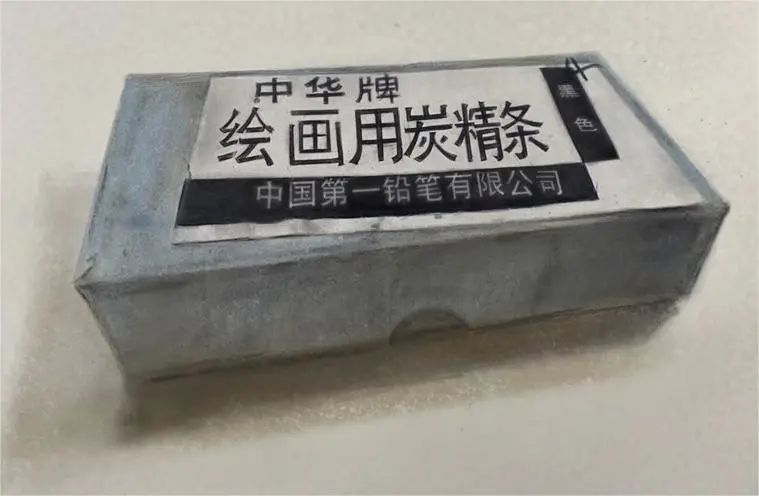 中华牌
绘画用炭精条
黑色
中国第一铅笔有限公司